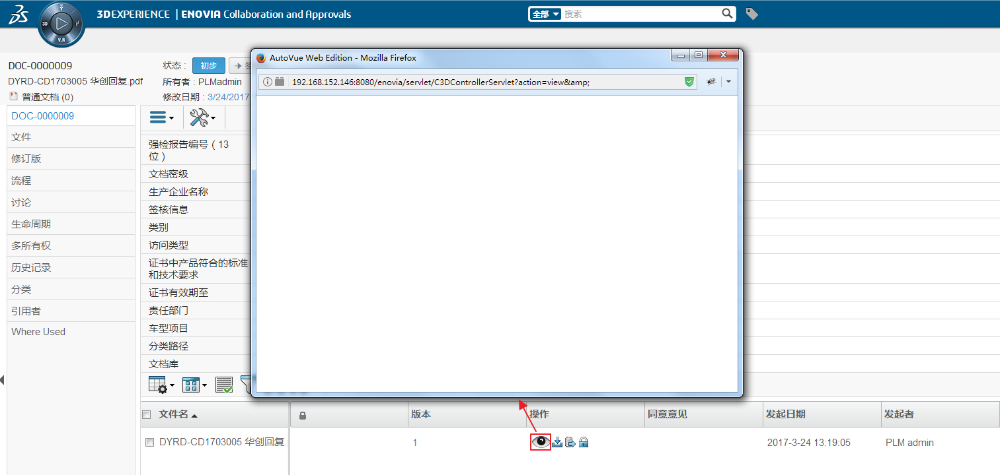 3DEXPERIENCE | ENOVIA Collaboration and Approvals
全部 搜索
3D V.R
DOC-0000009
DYRD-CD1703005 华创回复.pdf
普通文档 (0)
状态 : 初步
所有者 : PLMadmin
修改日期 : 3/24/2017
AutoVue Web Edition - Mozilla Firefox
192.168.152.146:8080/enovia/servlet/C3DControllerServlet?action=view&amp;
DOC-0000009
文件
修订版
流程
讨论
生命周期
多所有权
历史记录
分类
引用者
Where Used
强检报告编号（13
位）
文档密级
生产企业名称
签核信息
类别
访问类型
证书中产品符合的标准
和技术要求
证书有效期至
责任部门
车型项目
分类路径
文档库
文件名 版本 操作 同意意见 发起日期 发起者
DYRD-CD1703005 华创回复. 1 2017-3-24 13:19:05 PLM admin